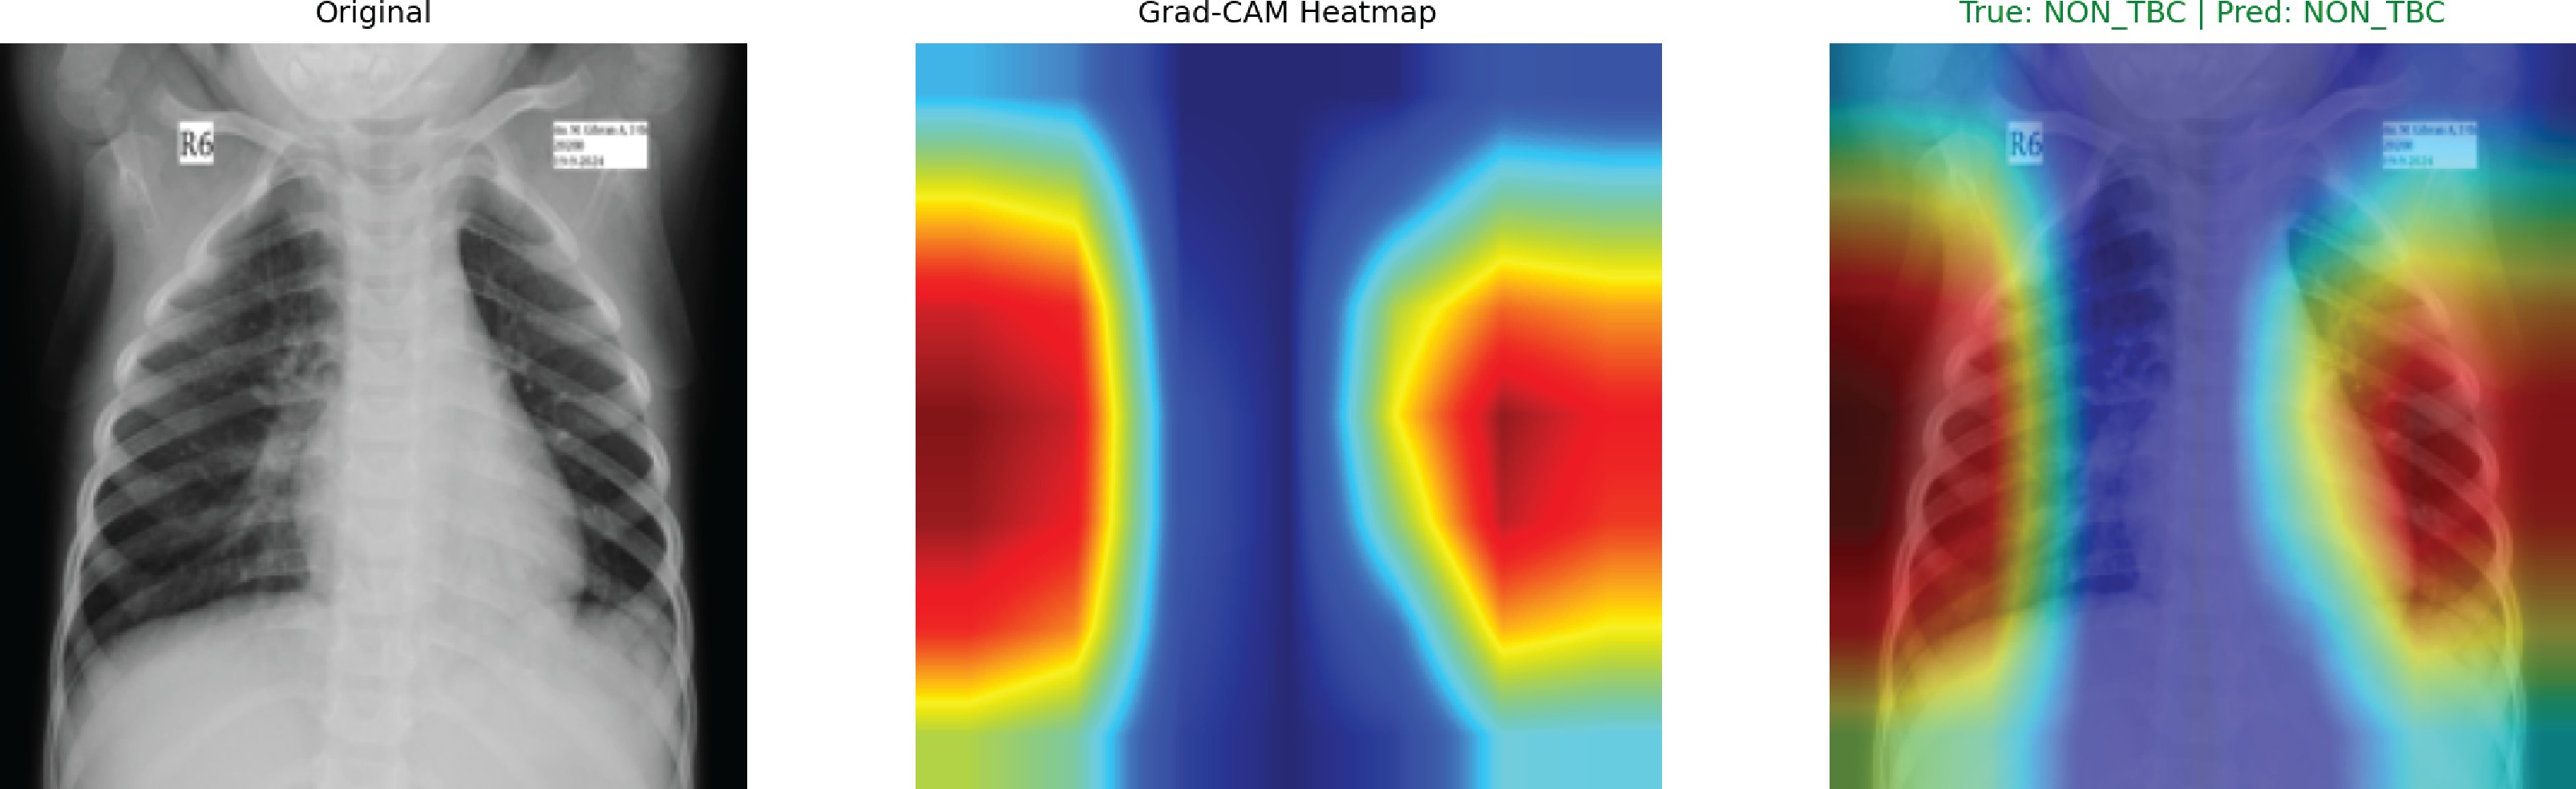 Original
Grad-CAM Heatmap
True: NON_TBC | Pred: NON_TBC
R6
R6